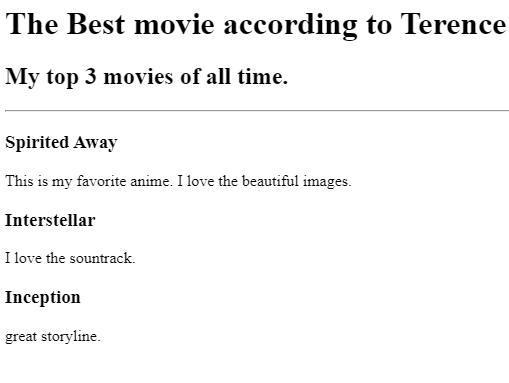 The Best movie according to Terence
My top 3 movies of all time.
Spirited Away
This is my favorite anime. I love the beautiful images.
Interstellar
I love the sountrack.
Inception
great storyline.